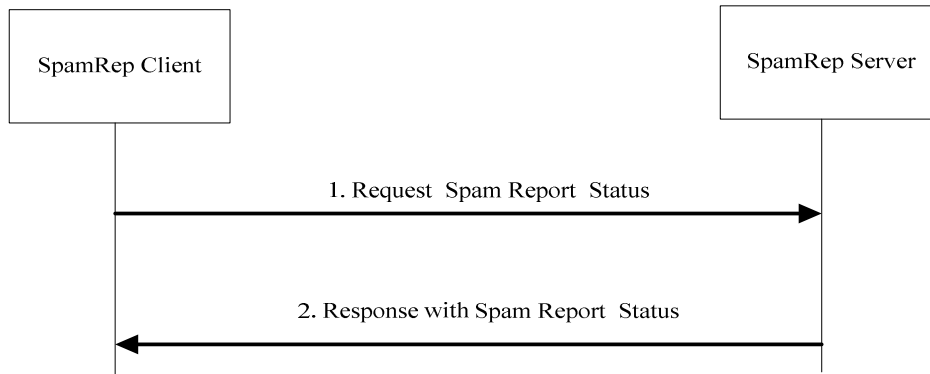 SpamRep Client
SpamRep Server
1. Request Spam Report Status
2. Response with Spam Report Status